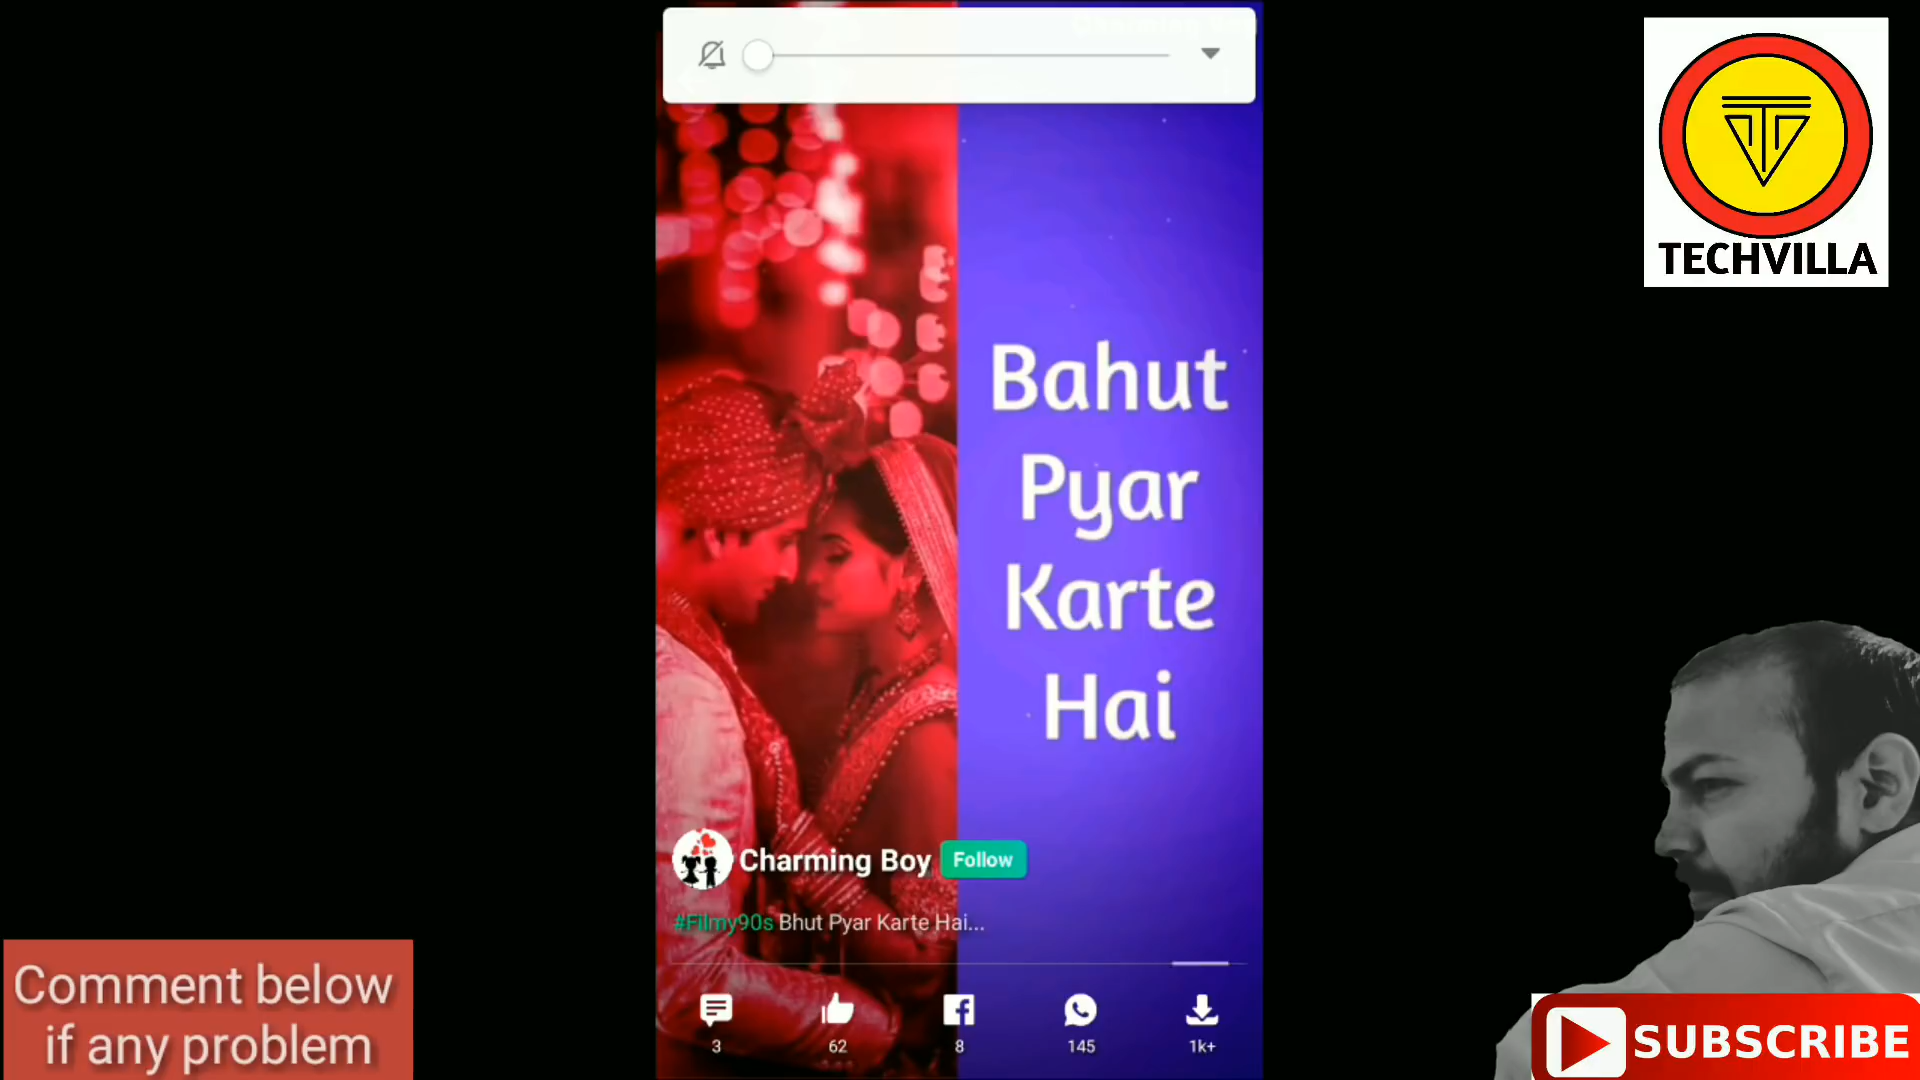 TECHVILLA
Bahut
Pyar
Karte
Hai
Charming Boy
Follow
#Filmy90s Bhut Pyar Karte Hai...
3
62
8
145
1k+
Comment below
if any problem
SUBSCRIBE